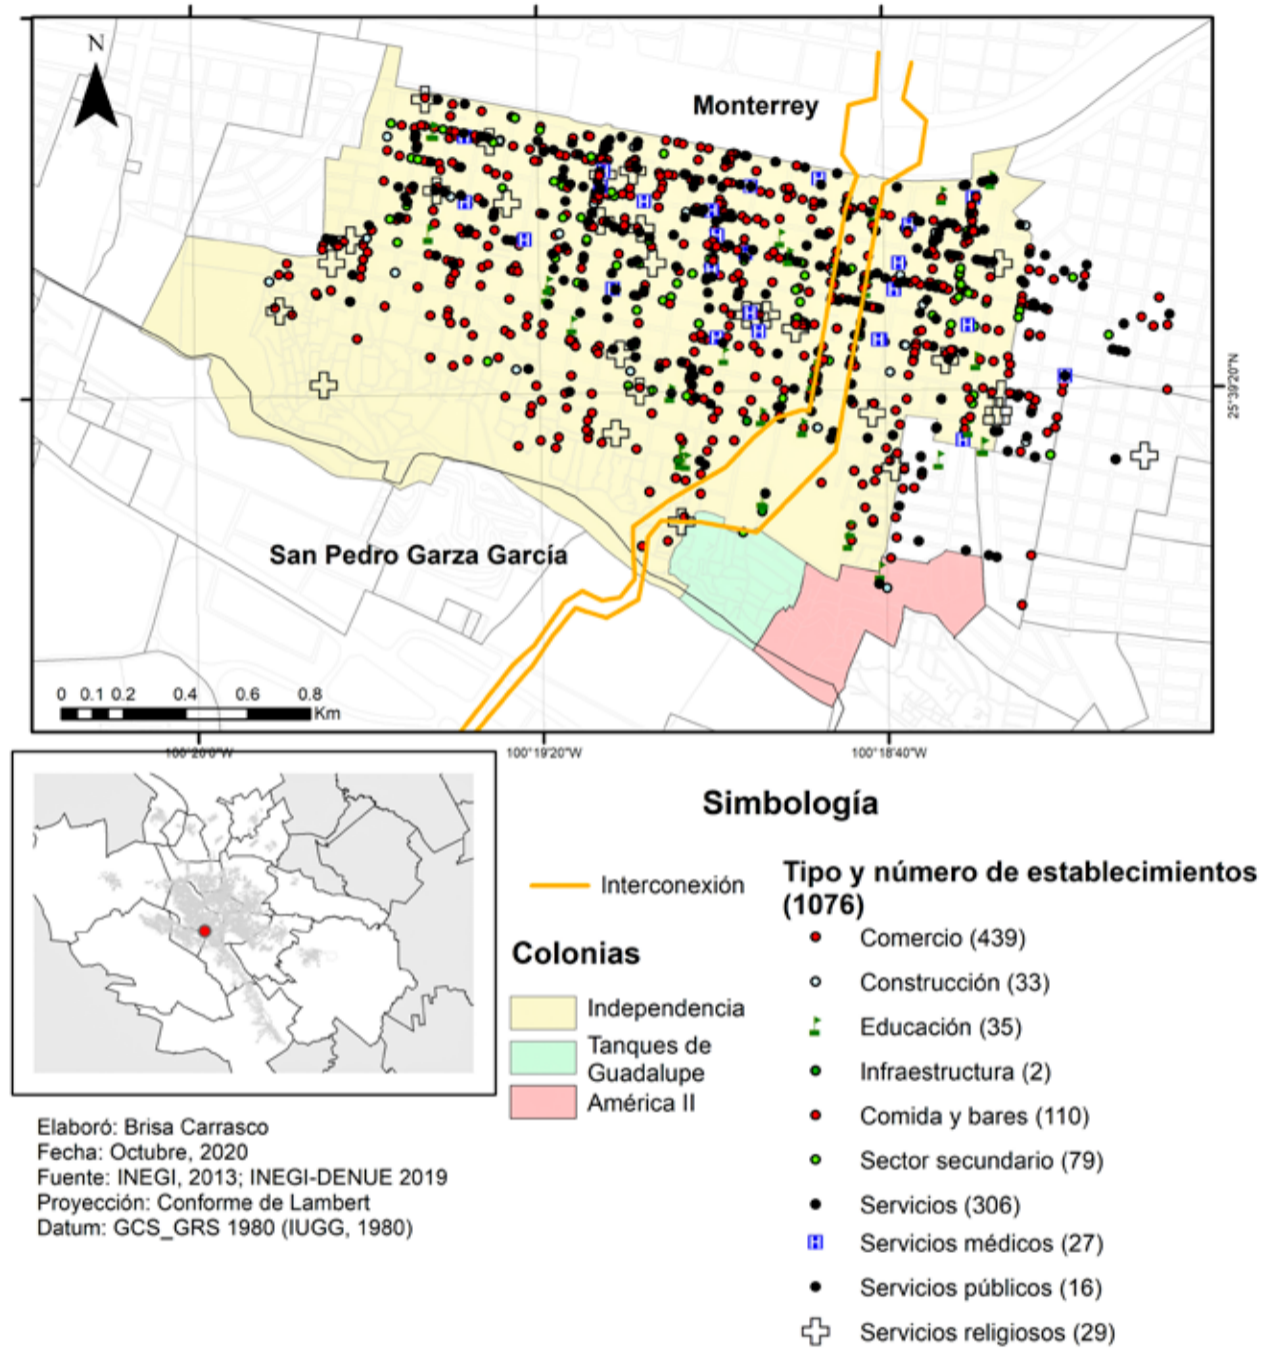 N
Monterrey
San Pedro Garza García
25°39'20"N
0 0.1 0.2 0.4 0.6 0.8
Km
100°20'0"W 100°19'20"W 100°18'40"W
Simbología
Interconexión
Colonias
Independencia
Tanques de
Guadalupe
América II
Tipo y número de establecimientos
(1076)
Comercio (439)
Construcción (33)
Educación (35)
Infraestructura (2)
Comida y bares (110)
Sector secundario (79)
Servicios (306)
H Servicios médicos (27)
Servicios públicos (16)
Servicios religiosos (29)
Elaboró: Brisa Carrasco
Fecha: Octubre, 2020
Fuente: INEGI, 2013; INEGI-DENUE 2019
Proyección: Conforme de Lambert
Datum: GCS_GRS 1980 (IUGG, 1980)